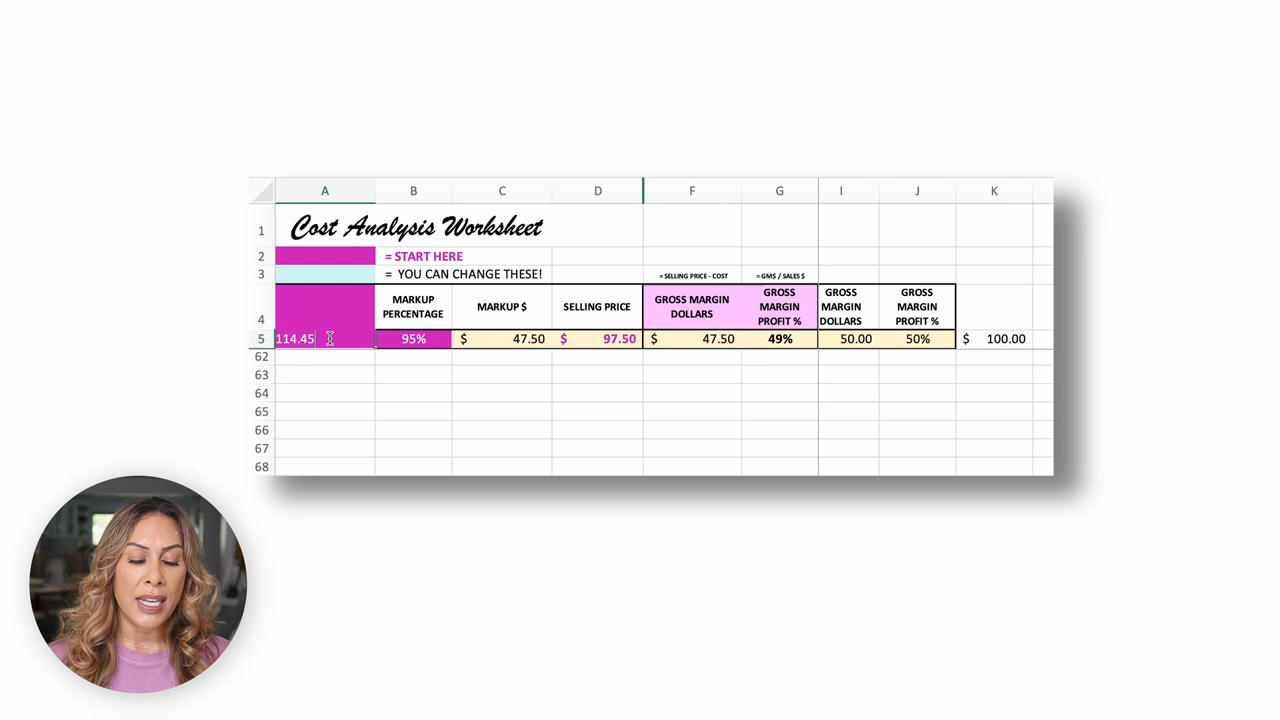 A B C D F G I J K
1 Cost Analysis Worksheet
2 = START HERE
3 = YOU CAN CHANGE THESE! = SELLING PRICE - COST = GM$ / SALES $
4 MARKUP PERCENTAGE MARKUP $ SELLING PRICE GROSS MARGIN DOLLARS GROSS MARGIN PROFIT % GROSS MARGIN DOLLARS GROSS MARGIN PROFIT %
5 114.45 95% $ 47.50 $ 97.50 $ 47.50 49% 50.00 50% $ 100.00
62
63
64
65
66
67
68